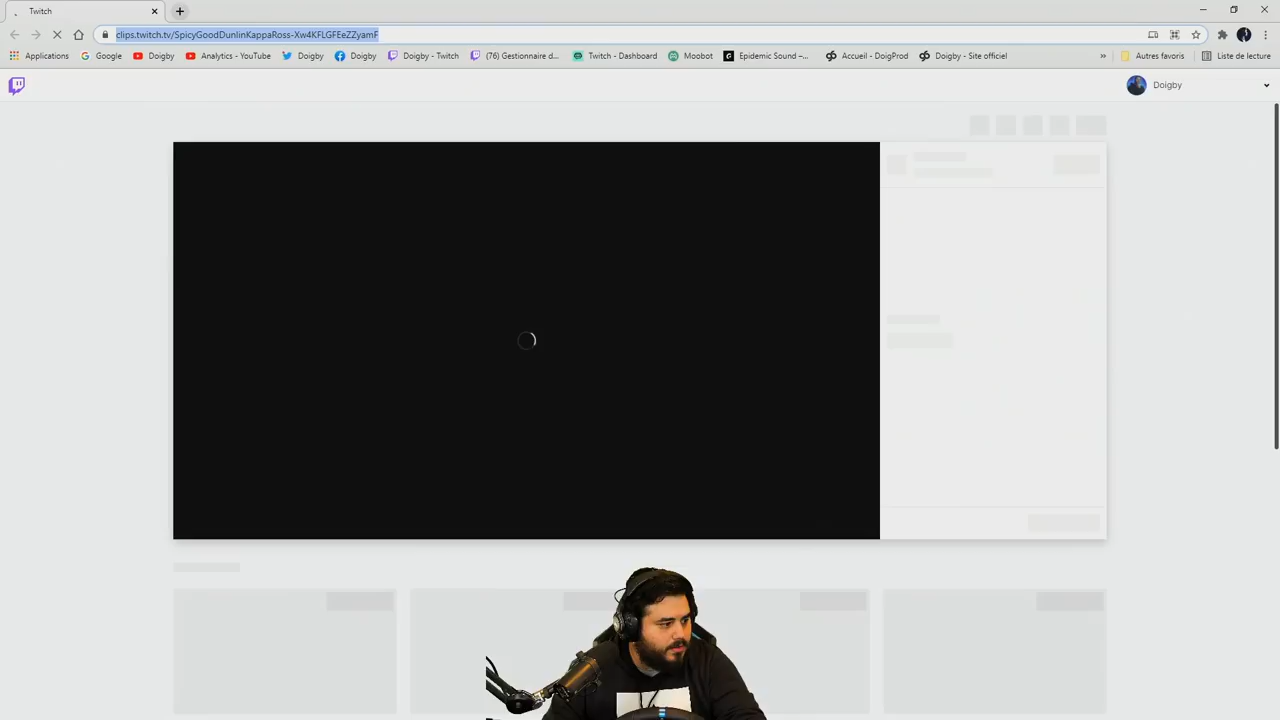 Twitch
clips.twitch.tv/SpicyGoodDunlinKappaRoss-Xw4KFLGFEeZZyamF
Applications Google Doigby Analytics - YouTube Doigby Doigby Doigby - Twitch (76) Gestionnaire d... Twitch - Dashboard Moobot Epidemic Sound –... Accueil - DoigProd Doigby - Site officiel » Autres favoris Liste de lecture
Doigby